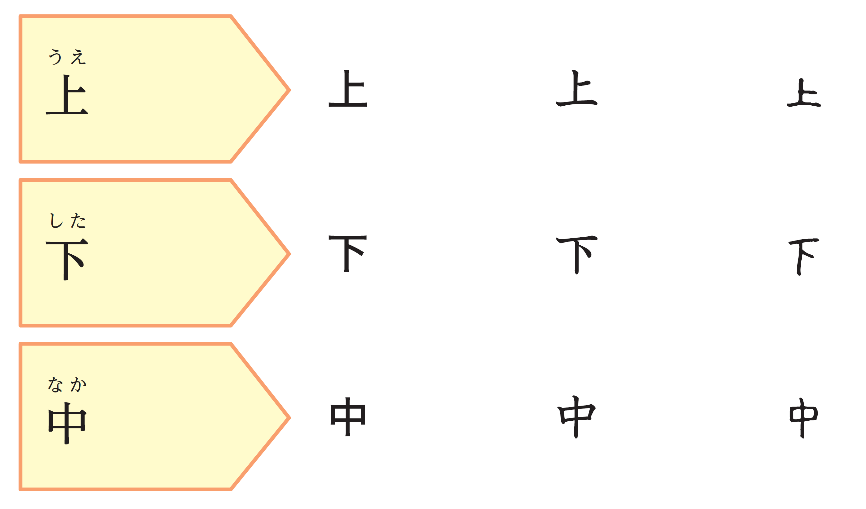 うえ
上 上 上 上
した
下 下 下 下
なか
中 中 中 中